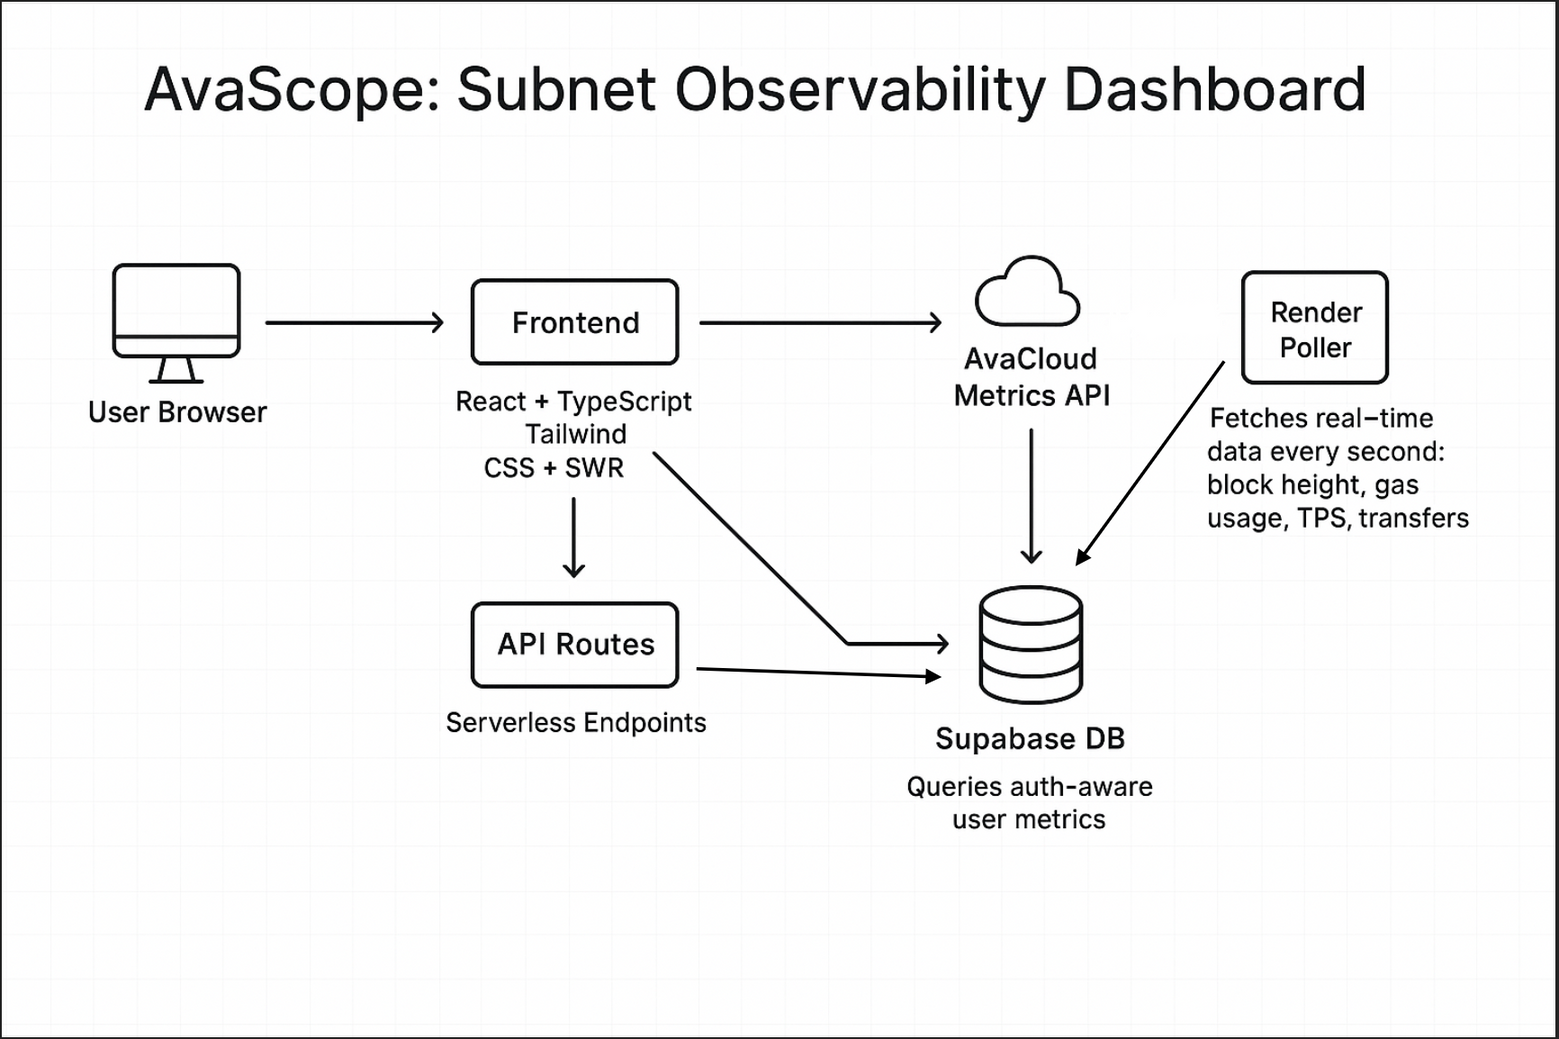 AvaScope: Subnet Observability Dashboard
User Browser
Frontend
React + TypeScript
Tailwind
CSS + SWR
AvaCloud
Metrics API
Render
Poller
Fetches real-time
data every second:
block height, gas
usage, TPS, transfers
API Routes
Serverless Endpoints
Supabase DB
Queries auth-aware
user metrics